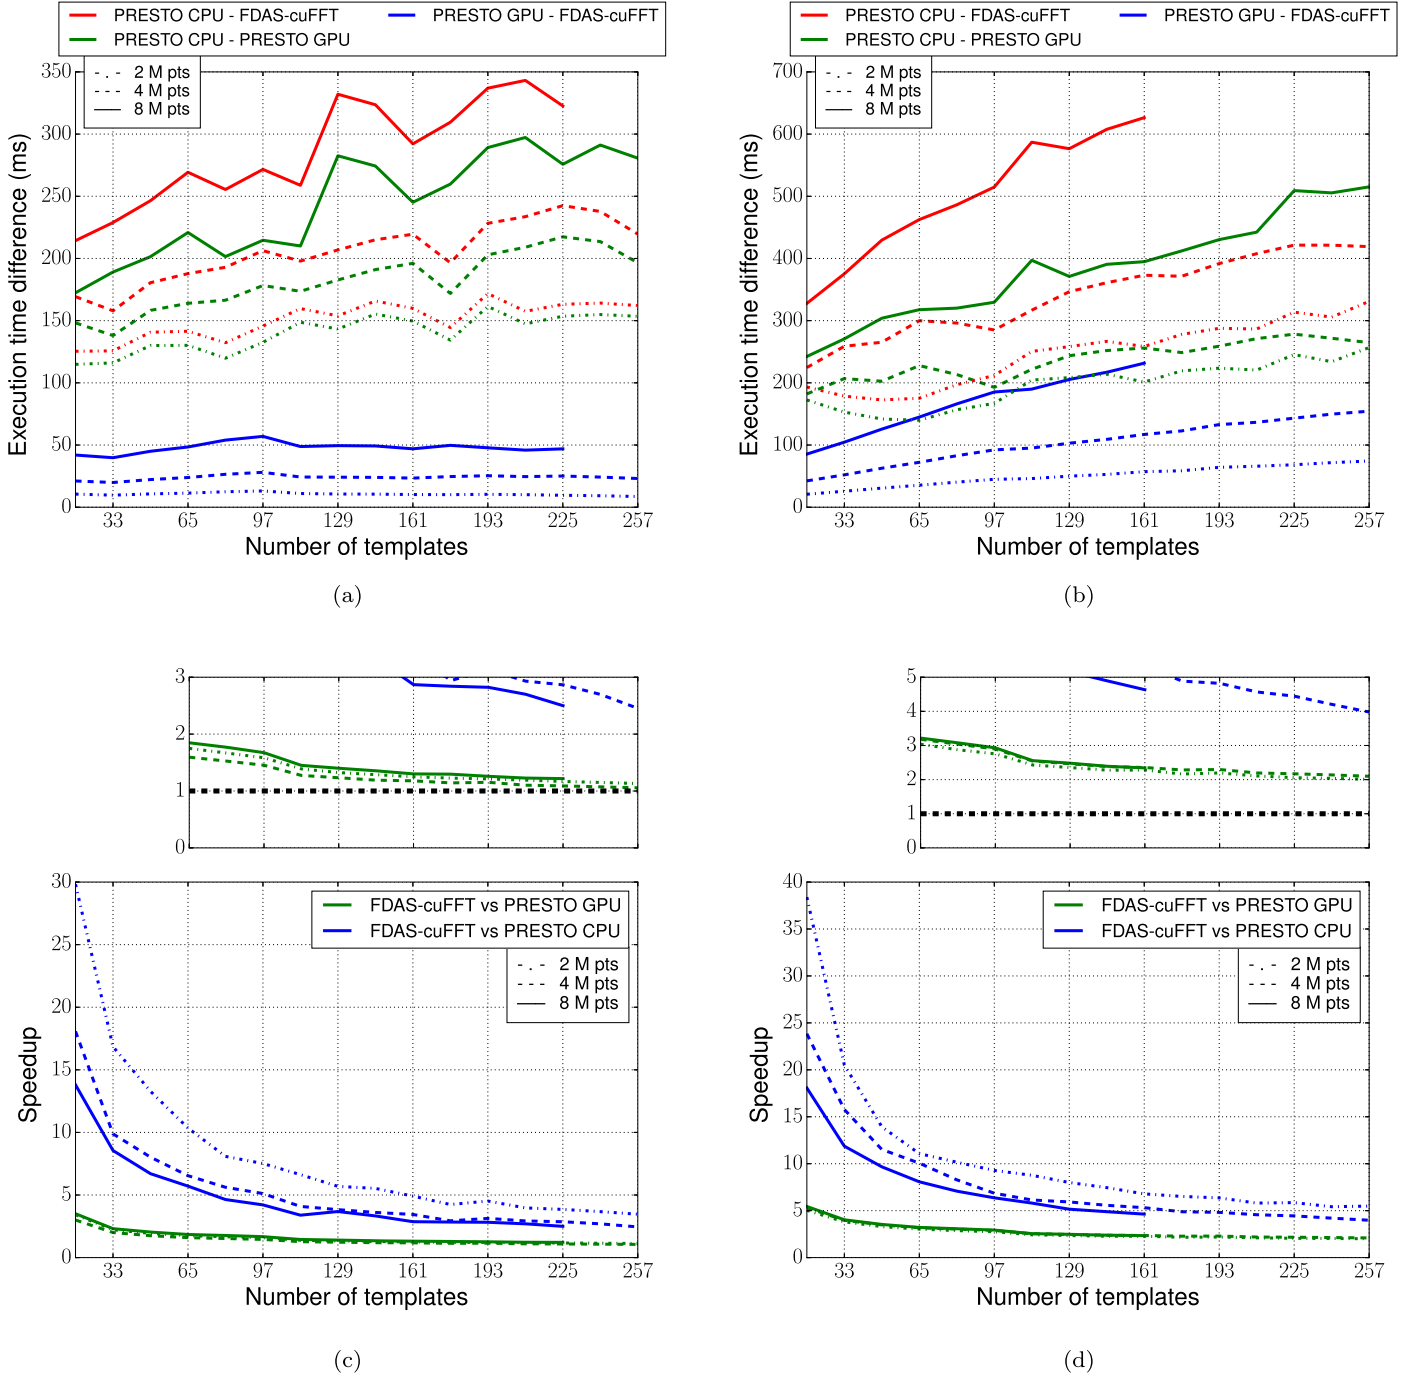 PRESTO CPU - FDAS-cuFFT
PRESTO GPU - FDAS-cuFFT
PRESTO CPU - PRESTO GPU
2 M pts
4 M pts
8 M pts
350
300
250
200
150
100
50
0
Execution time difference (ms)
33 65 97 129 161 193 225 257
Number of templates
(a)
PRESTO CPU - FDAS-cuFFT
PRESTO GPU - FDAS-cuFFT
PRESTO CPU - PRESTO GPU
2 M pts
4 M pts
8 M pts
700
600
500
400
300
200
100
0
Execution time difference (ms)
33 65 97 129 161 193 225 257
Number of templates
(b)
3
2
1
0
30
25
20
15
10
5
0
Speedup
FDAS-cuFFT vs PRESTO GPU
FDAS-cuFFT vs PRESTO CPU
2 M pts
4 M pts
8 M pts
33 65 97 129 161 193 225 257
Number of templates
(c)
5
4
3
2
1
0
40
35
30
25
20
15
10
5
0
Speedup
FDAS-cuFFT vs PRESTO GPU
FDAS-cuFFT vs PRESTO CPU
2 M pts
4 M pts
8 M pts
33 65 97 129 161 193 225 257
Number of templates
(d)